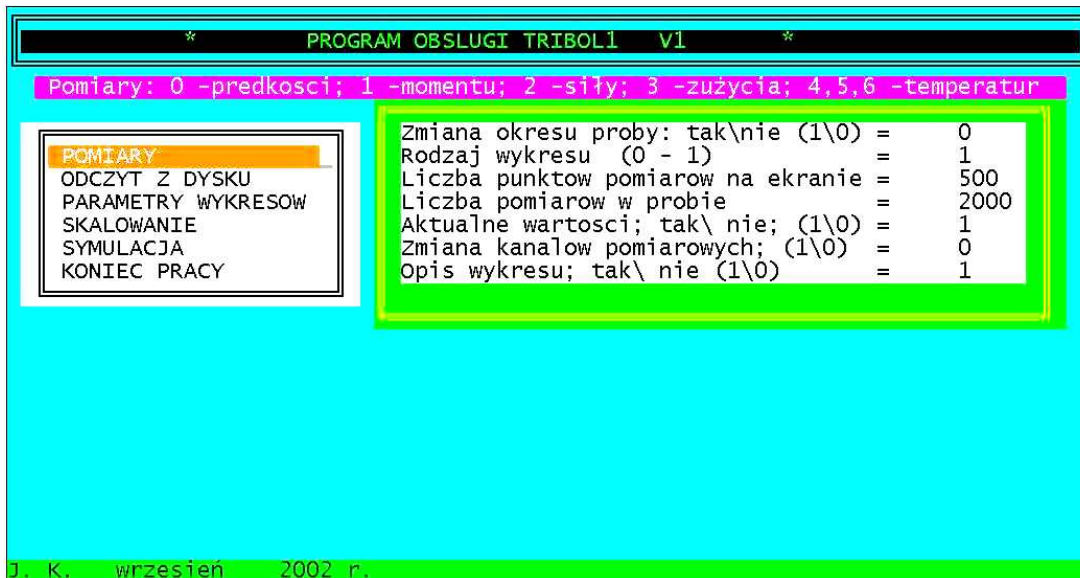 * PROGRAM OBSLUGI TRIBOL1 V1 *
Pomiary: 0 -predkosci; 1 -momentu; 2 -siły; 3 -zużycia; 4,5,6 -temperatur
POMIARY
ODCZYT Z DYSKU
PARAMETRY WYKRESOW
SKALOWANIE
SYMULACJA
KONIEC PRACY
Zmiana okresu proby: tak\nie (1\0) = 0
Rodzaj wykresu (0 - 1) = 1
Liczba punktow pomiarow na ekranie = 500
Liczba pomiarow w probie = 2000
Aktualne wartosci; tak\ nie; (1\0) = 1
Zmiana kanalow pomiarowych; (1\0) = 0
Opis wykresu; tak\ nie (1\0) = 1
J. K. wrzesień 2002 r.